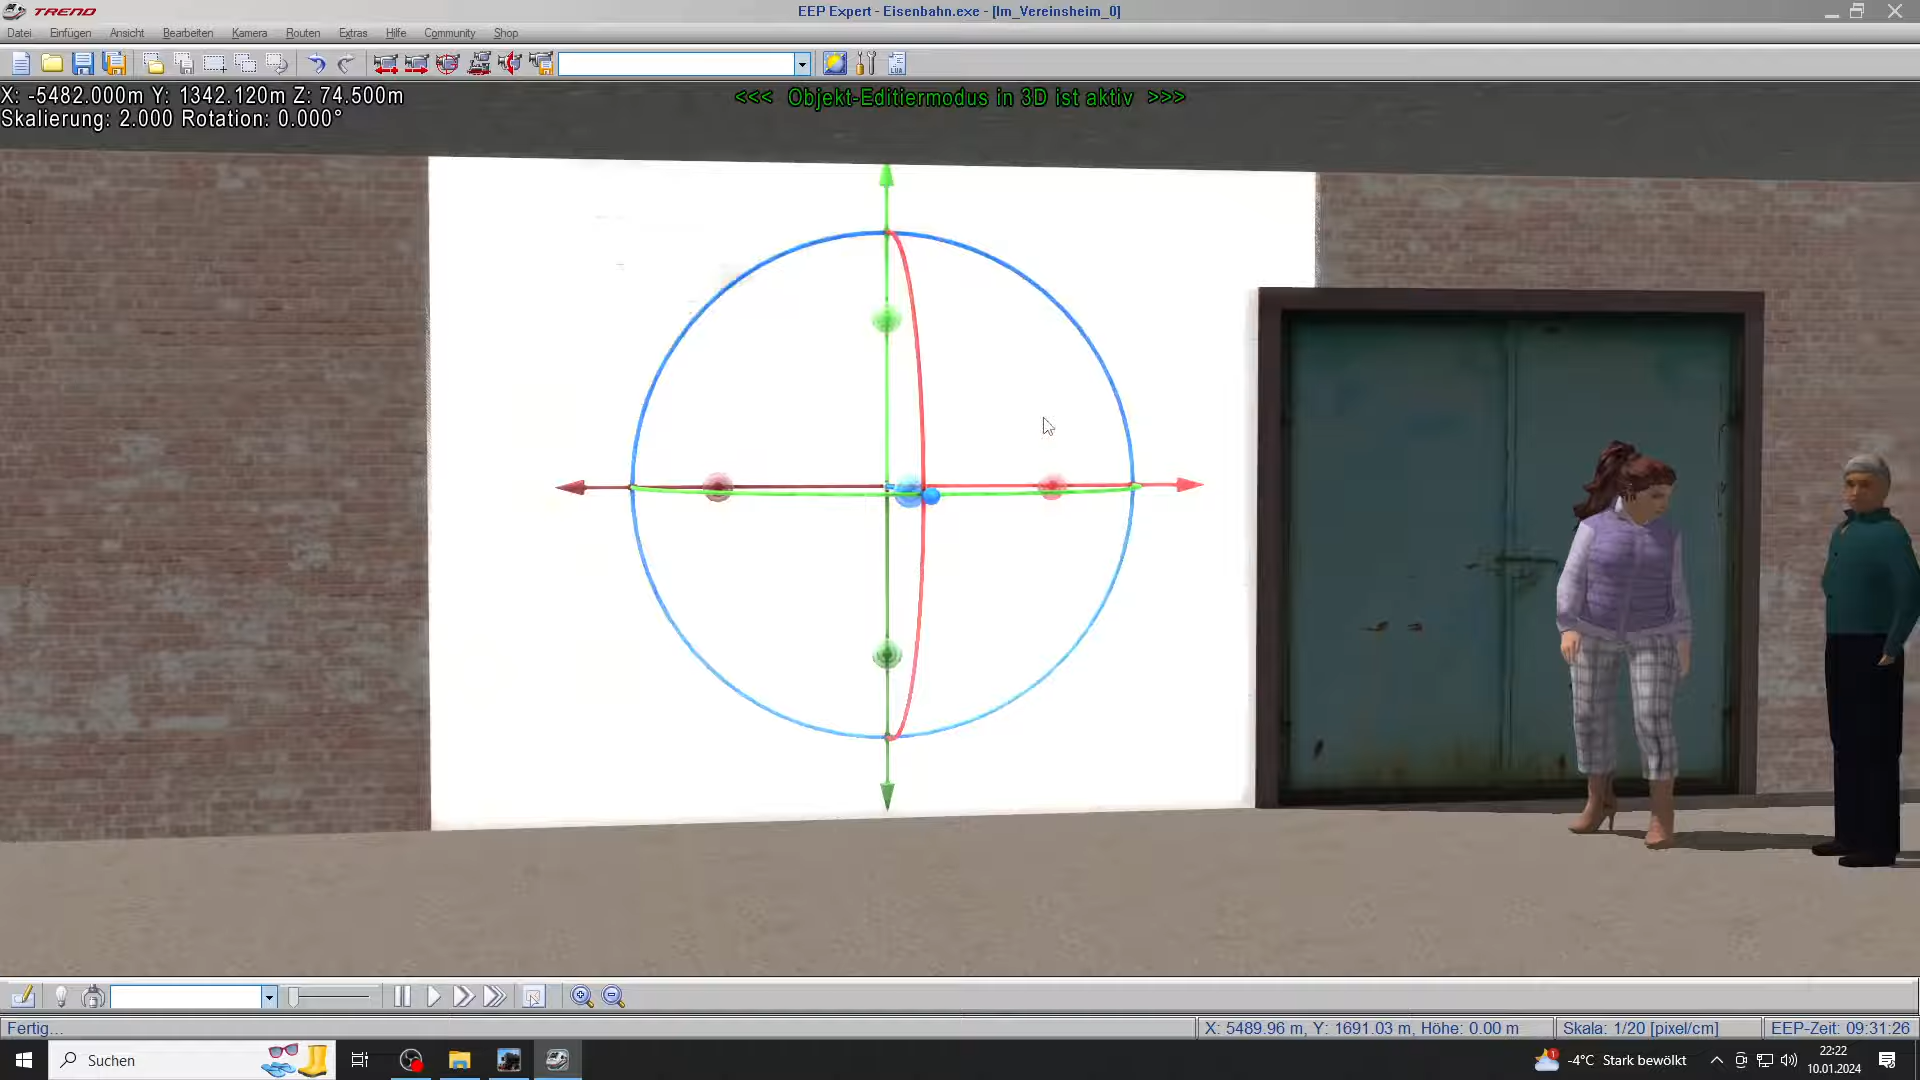 TREND
EEP Expert - Eisenbahn.exe - [Im_Vereinsheim_0]
Datei Einfügen Ansicht Bearbeiten Kamera Routen Extras Hilfe Community Shop
LUA
X: -5482.000m Y: 1342.120m Z: 74.500m
<<< Objekt-Editiermodus in 3D ist aktiv >>>
Skalierung: 2.000 Rotation: 0.000°
Fertig...
X: 5489.96 m, Y: 1691.03 m, Höhe: 0.00 m
Skala: 1/20 [pixel/cm]
EEP-Zeit: 09:31:26
Suchen
1
-4°C Stark bewölkt
22:22
10.01.2024